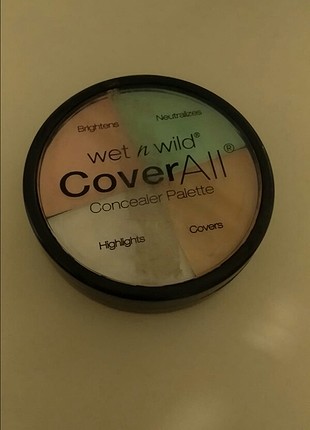 Brightens
Neutralizes
wet n wild®
CoverAll®
Concealer Palette
Highlights
Covers